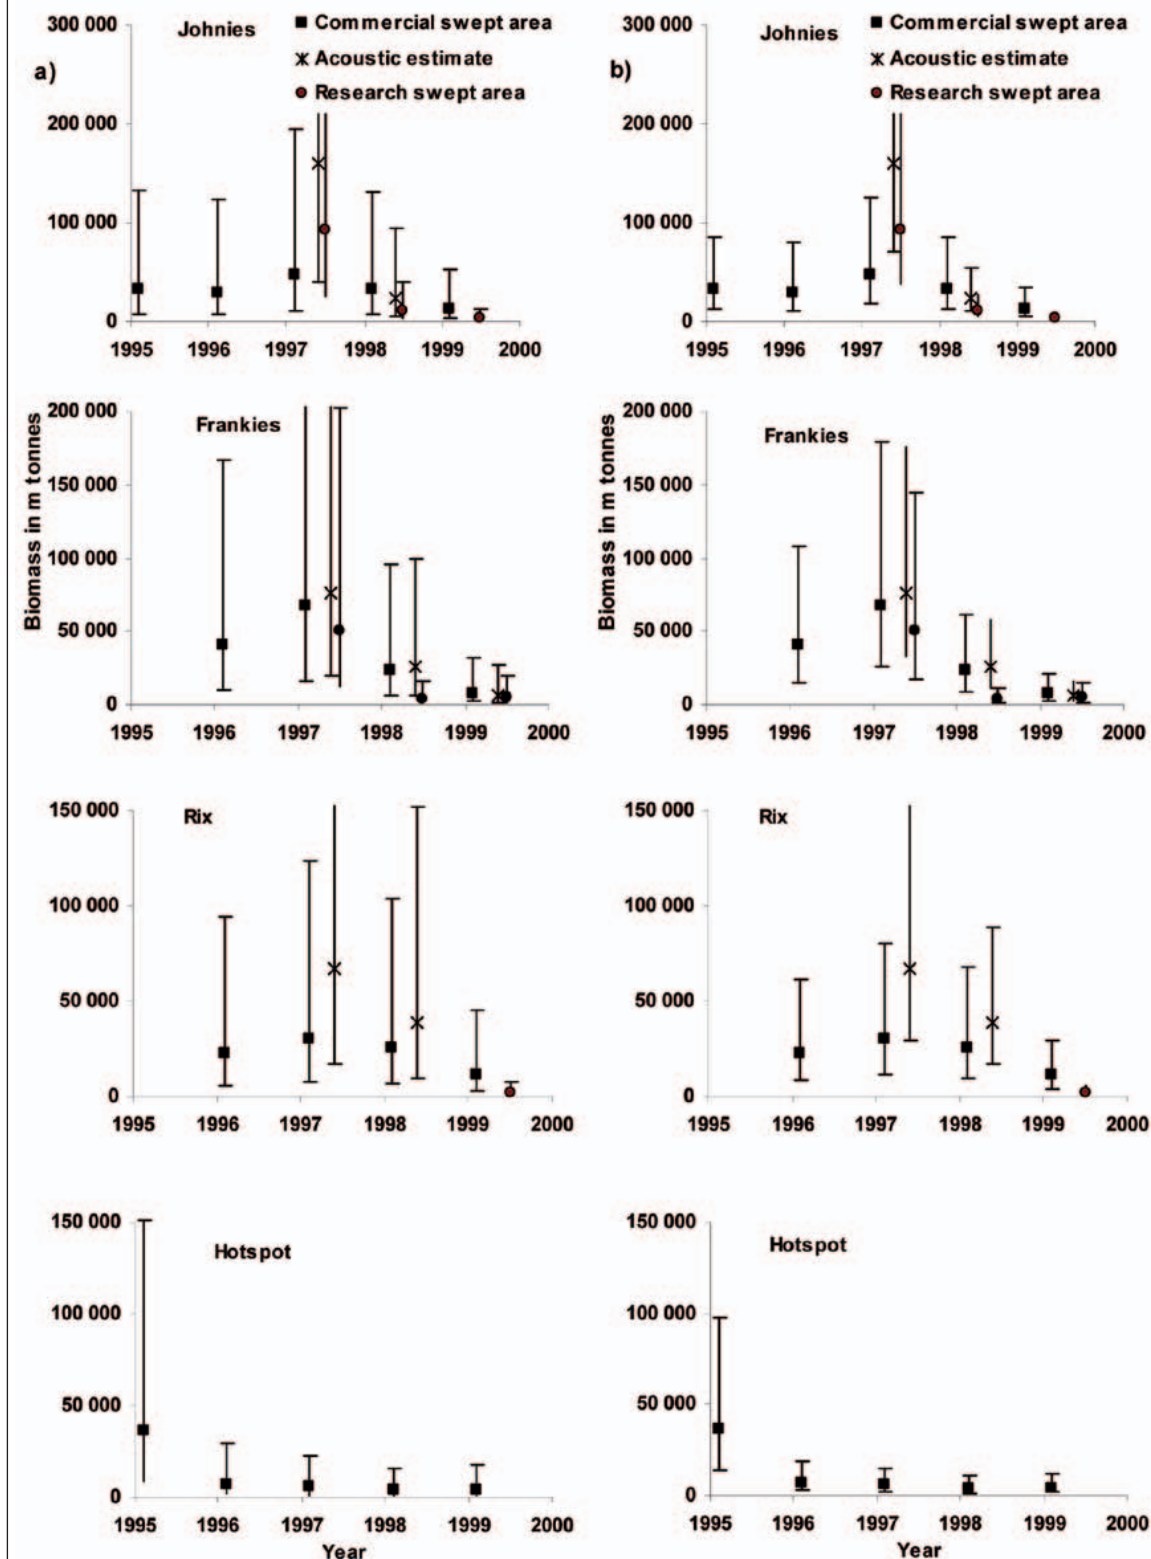 a)
Johnies
Commercial swept area
Acoustic estimate
Research swept area
300 000
200 000
100 000
0
1995 1996 1997 1998 1999 2000
b)
Johnies
Commercial swept area
Acoustic estimate
Research swept area
300 000
200 000
100 000
0
1995 1996 1997 1998 1999 2000
Biomass in m tonnes
Frankies
200 000
150 000
100 000
50 000
0
1995 1996 1997 1998 1999 2000
Biomass in m tonnes
Frankies
200 000
150 000
100 000
50 000
0
1995 1996 1997 1998 1999 2000
Rix
150 000
100 000
50 000
0
1995 1996 1997 1998 1999 2000
Rix
150 000
100 000
50 000
0
1995 1996 1997 1998 1999 2000
Hotspot
150 000
100 000
50 000
0
1995 1996 1997 1998 1999 2000
Year
Hotspot
150 000
100 000
50 000
0
1995 1996 1997 1998 1999 2000
Year